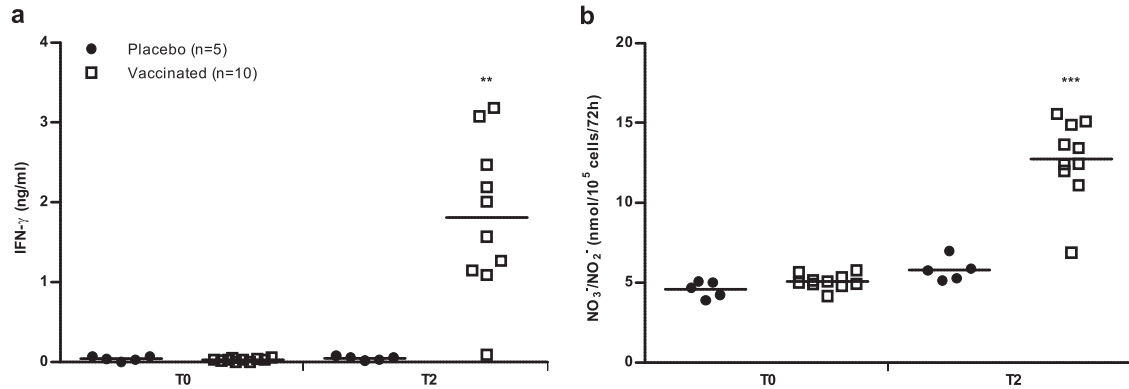 a
IFN-γ (ng/ml)
4
3
2
1
0
Placebo (n=5)
Vaccinated (n=10)
**
T0
T2
b
NO3-/NO2- (nmol/10^5 cells/72h)
20
15
10
5
0
***
T0
T2